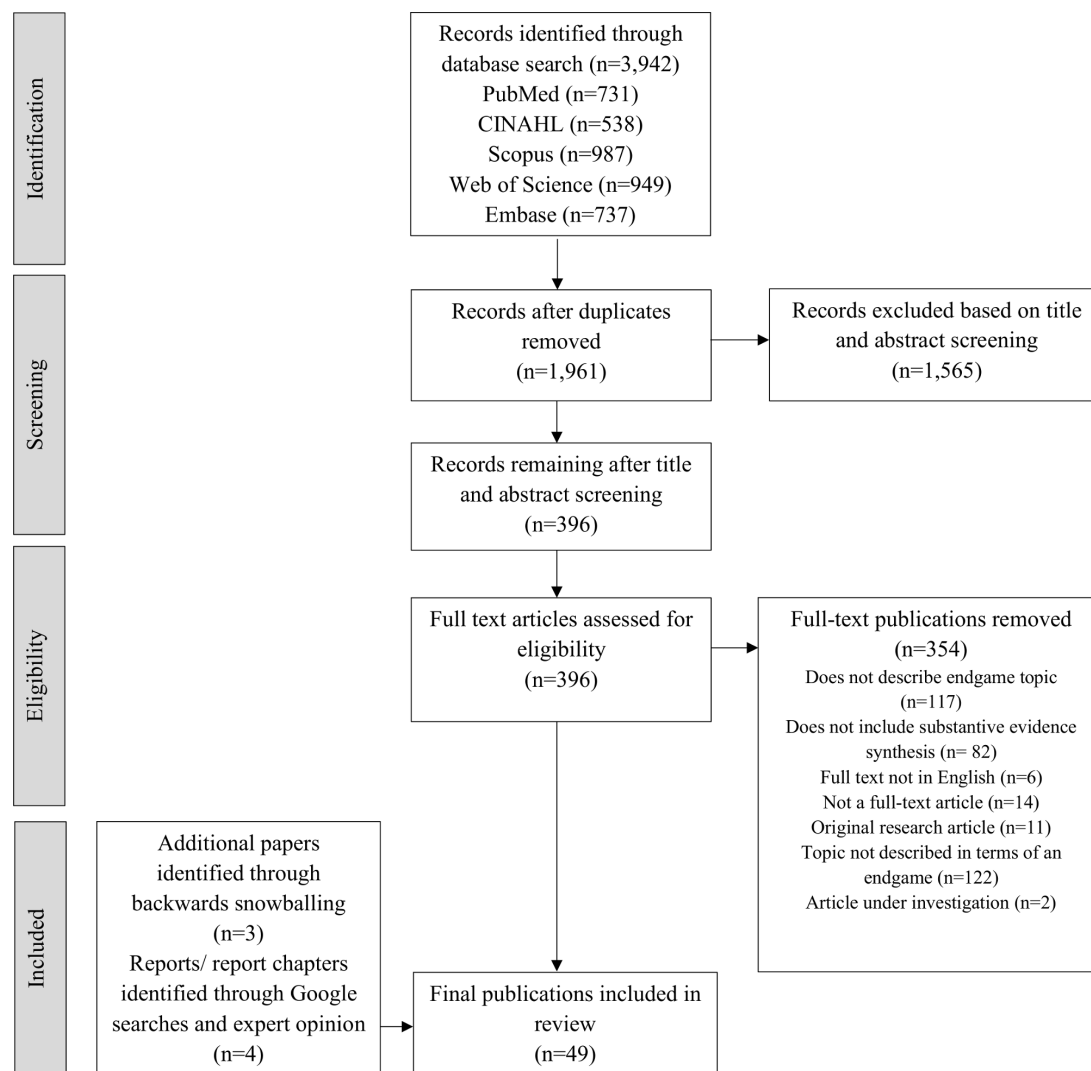 Identification
Records identified through
database search (n=3,942)
PubMed (n=731)
CINAHL (n=538)
Scopus (n=987)
Web of Science (n=949)
Embase (n=737)
Screening
Records after duplicates
removed
(n=1,961)
Records excluded based on title
and abstract screening
(n=1,565)
Records remaining after title
and abstract screening
(n=396)
Eligibility
Full text articles assessed for
eligibility
(n=396)
Full-text publications removed
(n=354)
Does not describe endgame topic
(n=117)
Does not include substantive evidence
synthesis (n= 82)
Full text not in English (n=6)
Not a full-text article (n=14)
Original research article (n=11)
Topic not described in terms of an
endgame (n=122)
Article under investigation (n=2)
Included
Additional papers
identified through
backwards snowballing
(n=3)
Reports/ report chapters
identified through Google
searches and expert opinion
(n=4)
Final publications included in
review
(n=49)